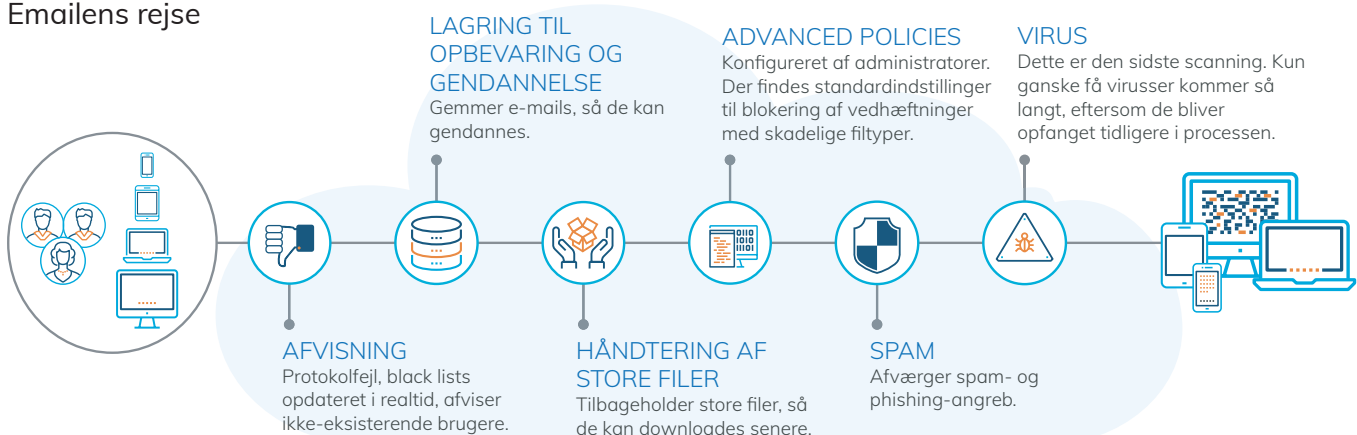 Emailens rejse
LAGRING TIL
OPBEVARING OG
GENDANNELSE
Gemmer e-mails, så de kan
gendannes.
ADVANCED POLICIES
Konfigureret af administratorer.
Der findes standardindstillinger
til blokering af vedhæftninger
med skadelige filtyper.
VIRUS
Dette er den sidste scanning. Kun
ganske få virusser kommer så
langt, eftersom de bliver
opfanget tidligere i processen.
010
1010
11101
AFVISNING
Protokolfejl, black lists
opdateret i realtid, afviser
ikke-eksisterende brugere.
HÅNDTERING AF
STORE FILER
Tilbageholder store filer, så
de kan downloades senere.
SPAM
Afværger spam- og
phishing-angreb.